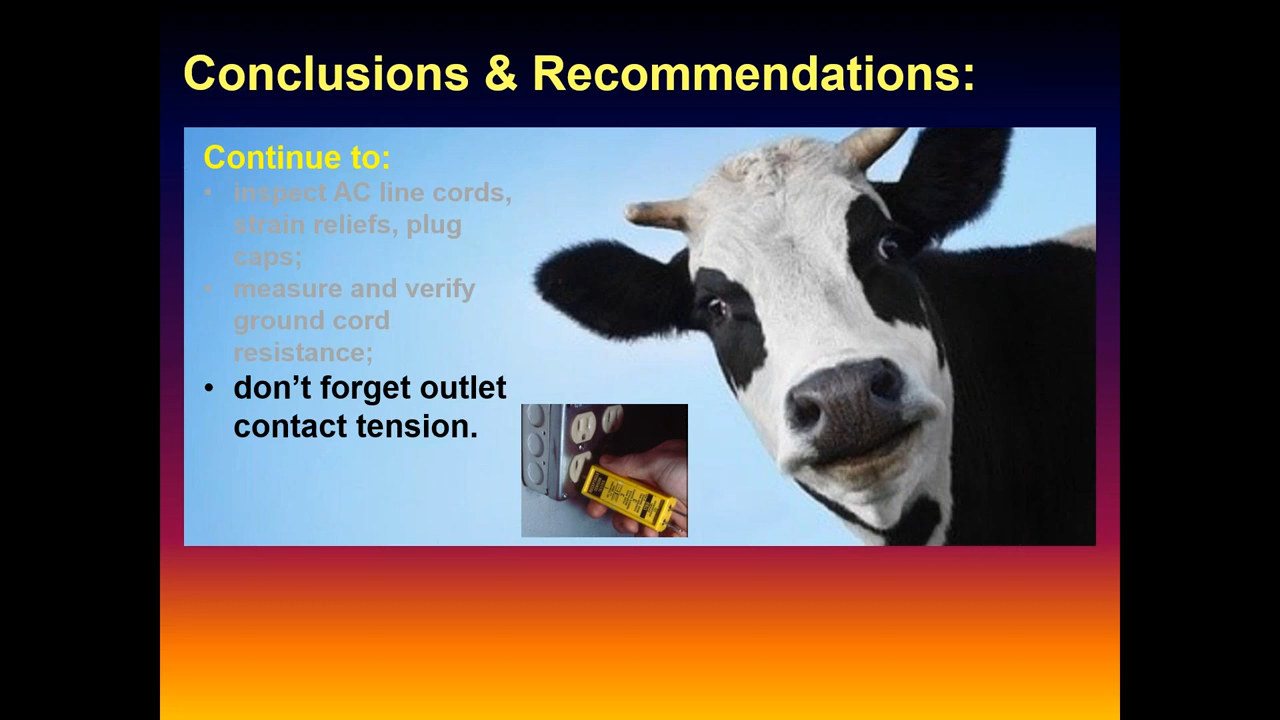 Conclusions & Recommendations:
Continue to:
• inspect AC line cords,
strain reliefs, plug
caps;
• measure and verify
ground cord
resistance;
• don’t forget outlet
contact tension.